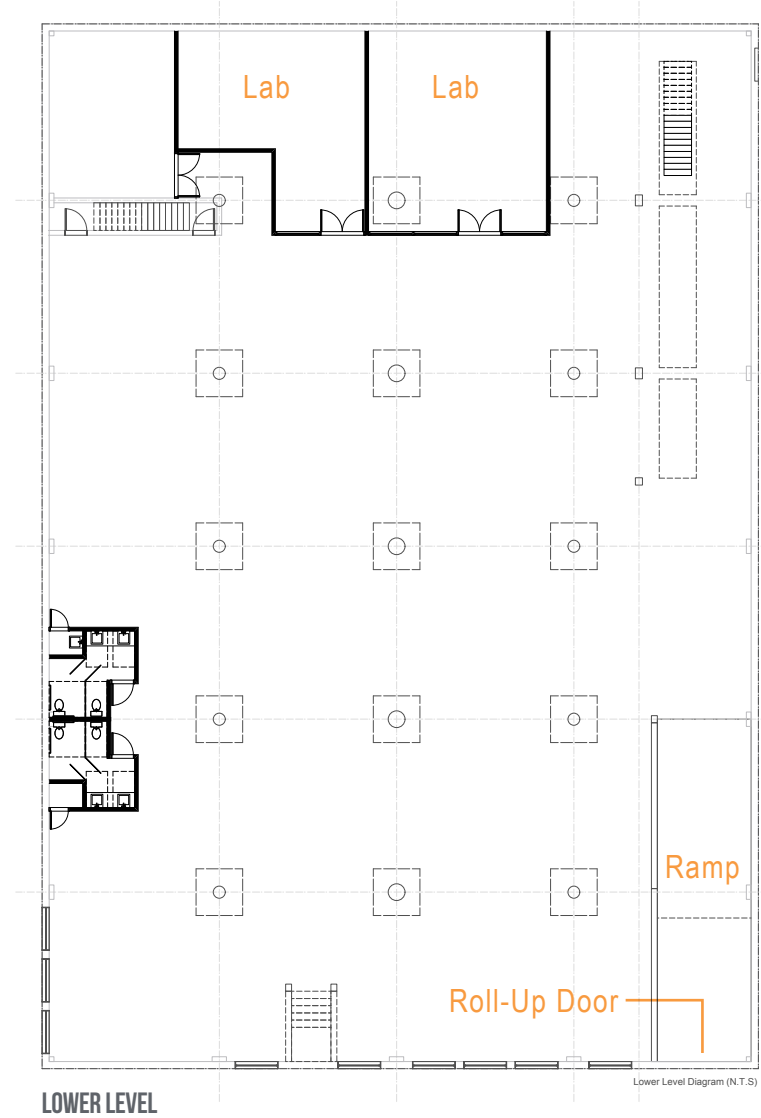 Lab
Lab
Ramp
Roll-Up Door
Lower Level Diagram (N.T.S)
LOWER LEVEL